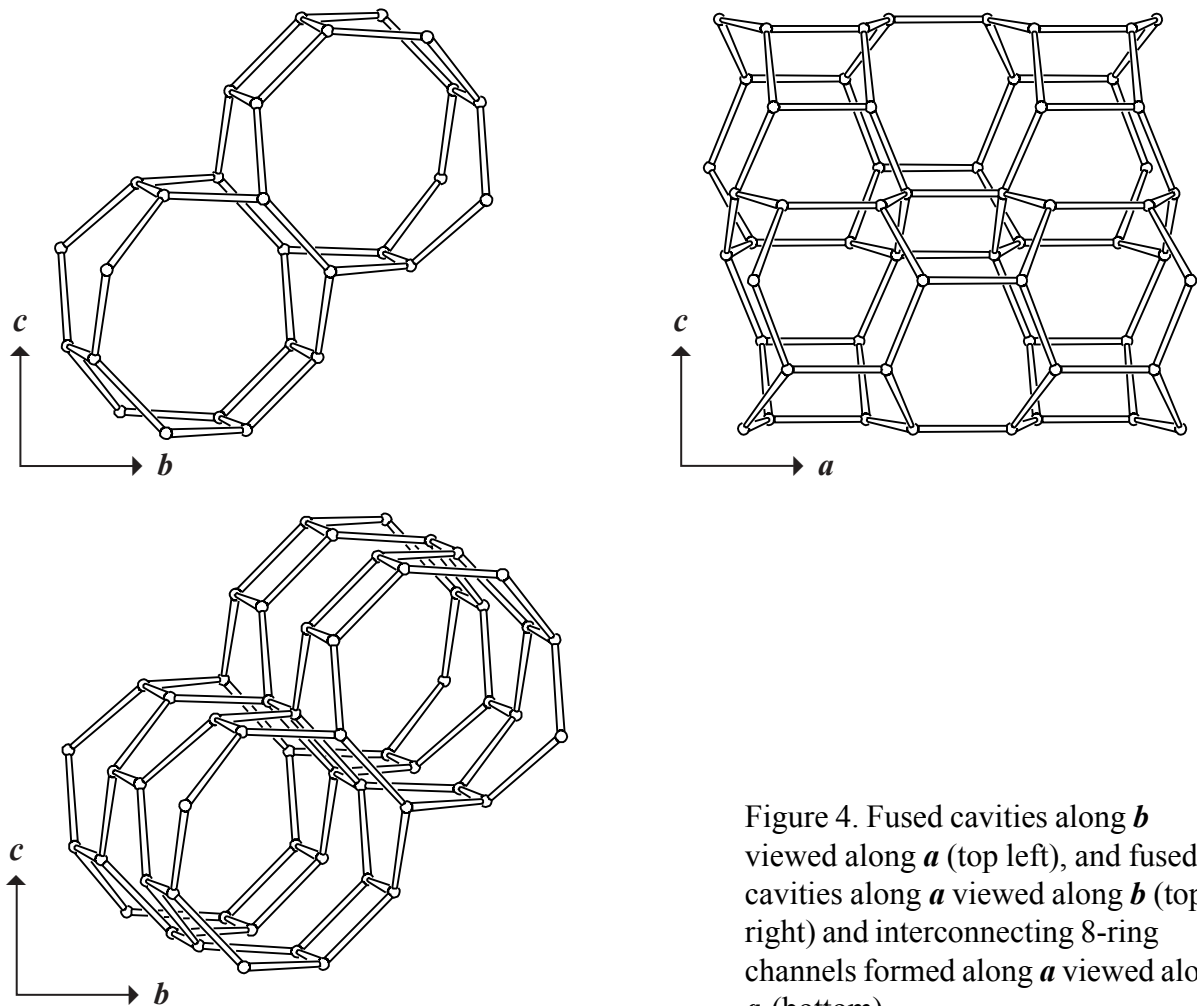 c
b
c
a
c
b
Figure 4. Fused cavities along b
viewed along a (top left), and fused
cavities along a viewed along b (top
right) and interconnecting 8-ring
channels formed along a viewed
(bottom)